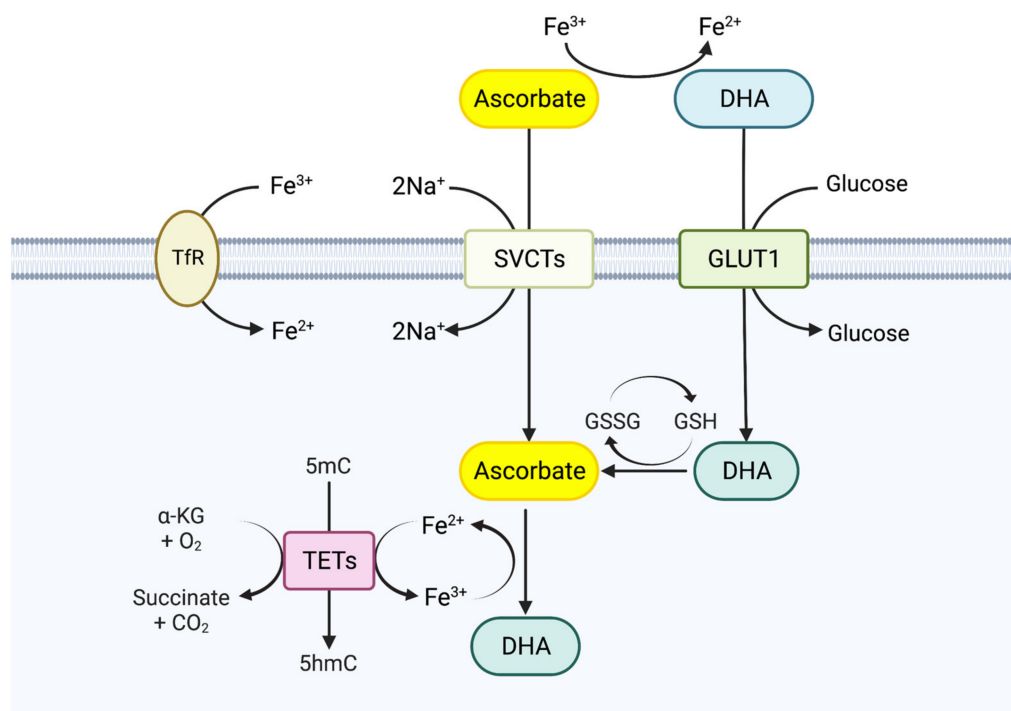 Fe³⁺
Fe²⁺
Ascorbate
DHA
Fe³⁺
2Na⁺
Glucose
TfR
SVCTs
GLUT1
Fe²⁺
2Na⁺
Glucose
GSSG
GSH
Ascorbate
DHA
5mC
α-KG
+ O₂
Fe²⁺
TETs
Succinate
+ CO₂
Fe³⁺
DHA
5hmC